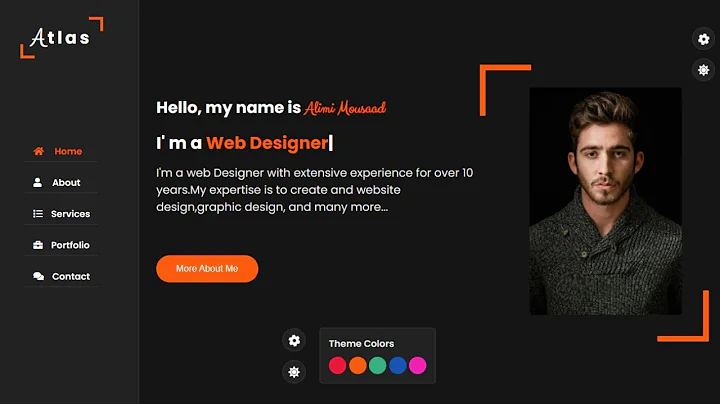 Atlas
Home
About
Services
Portfolio
Contact
Hello, my name is Alimi Mousaad
I' m a Web Designer|
I'm a web Designer with extensive experience for over 10
years.My expertise is to create and website
design,graphic design, and many more...
More About Me
Theme Colors